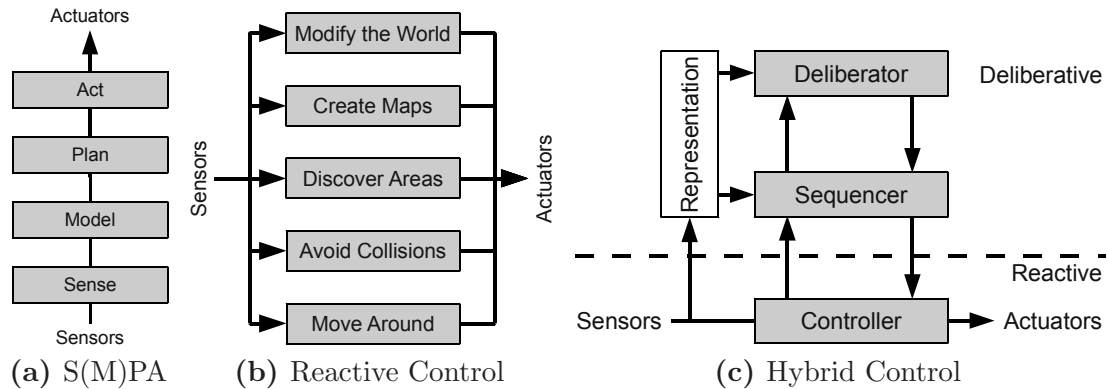 Actuators
Act
Plan
Model
Sense
Sensors
(a) S(M)PA
Sensors
Modify the World
Create Maps
Discover Areas
Avoid Collisions
Move Around
Actuators
(b) Reactive Control
Representation
Deliberator
Deliberative
Sequencer
Reactive
Sensors
Controller
Actuators
(c) Hybrid Control